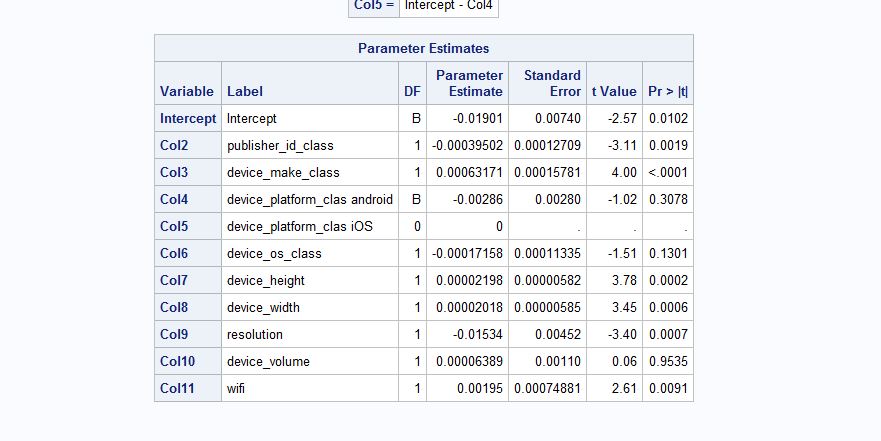 Col5 = Intercept - Col4
Parameter Estimates
Variable Label DF Parameter Estimate Standard Error t Value Pr > |t|
Intercept Intercept B -0.01901 0.00740 -2.57 0.0102
Col2 publisher_id_class 1 -0.00039502 0.00012709 -3.11 0.0019
Col3 device_make_class 1 0.00063171 0.00015781 4.00 <.0001
Col4 device_platform_clas android B -0.00286 0.00280 -1.02 0.3078
Col5 device_platform_clas iOS 0 0 . . .
Col6 device_os_class 1 -0.00017158 0.00011335 -1.51 0.1301
Col7 device_height 1 0.00002198 0.00000582 3.78 0.0002
Col8 device_width 1 0.00002018 0.00000585 3.45 0.0006
Col9 resolution 1 -0.01534 0.00452 -3.40 0.0007
Col10 device_volume 1 0.00006389 0.00110 0.06 0.9535
Col11 wifi 1 0.00195 0.00074881 2.61 0.0091